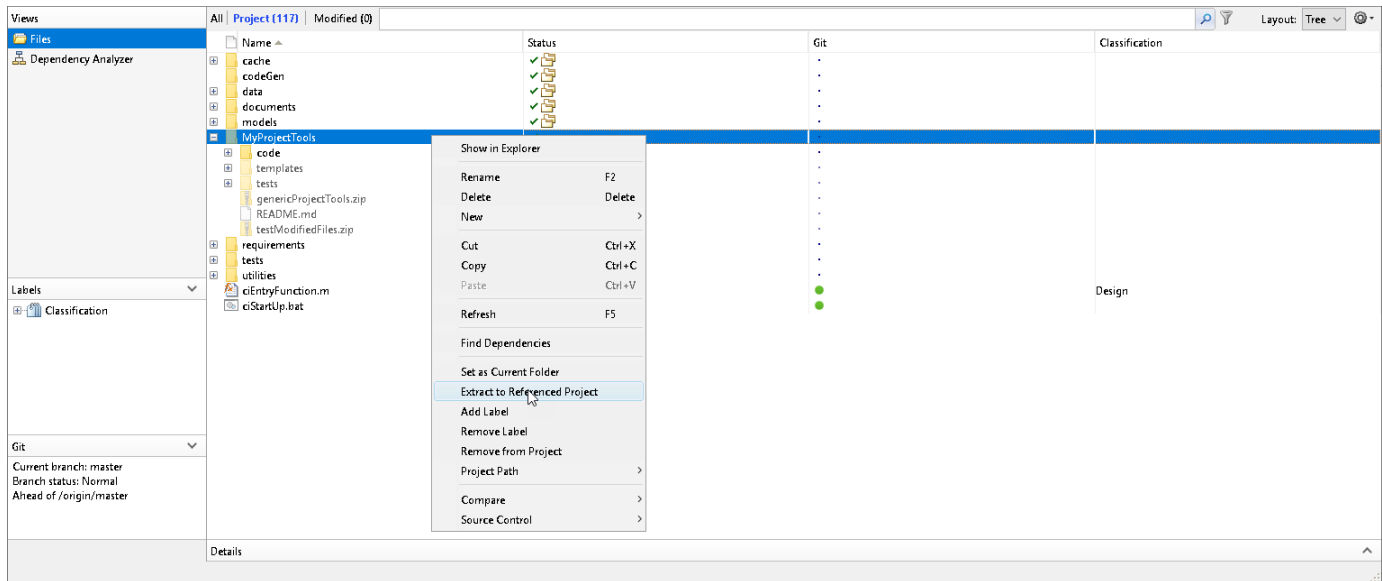 Views
All Project (117) Modified (0) Layout: Tree
Files
Dependency Analyzer
Name Status Git Classification
cache
codeGen
data
documents
models
MyProjectTools
code
templates
tests
genericProjectTools.zip
README.md
testModifiedFiles.zip
requirements
tests
utilities
ciEntryFunction.m Design
ciStartUp.bat
Show in Explorer
Rename F2
Delete Delete
New
Cut Ctrl+X
Copy Ctrl+C
Paste Ctrl+V
Refresh F5
Find Dependencies
Set as Current Folder
Extract to Referenced Project
Add Label
Remove Label
Remove from Project
Project Path
Compare
Source Control
Labels
Classification
Git
Current branch: master
Branch status: Normal
Ahead of /origin/master
Details